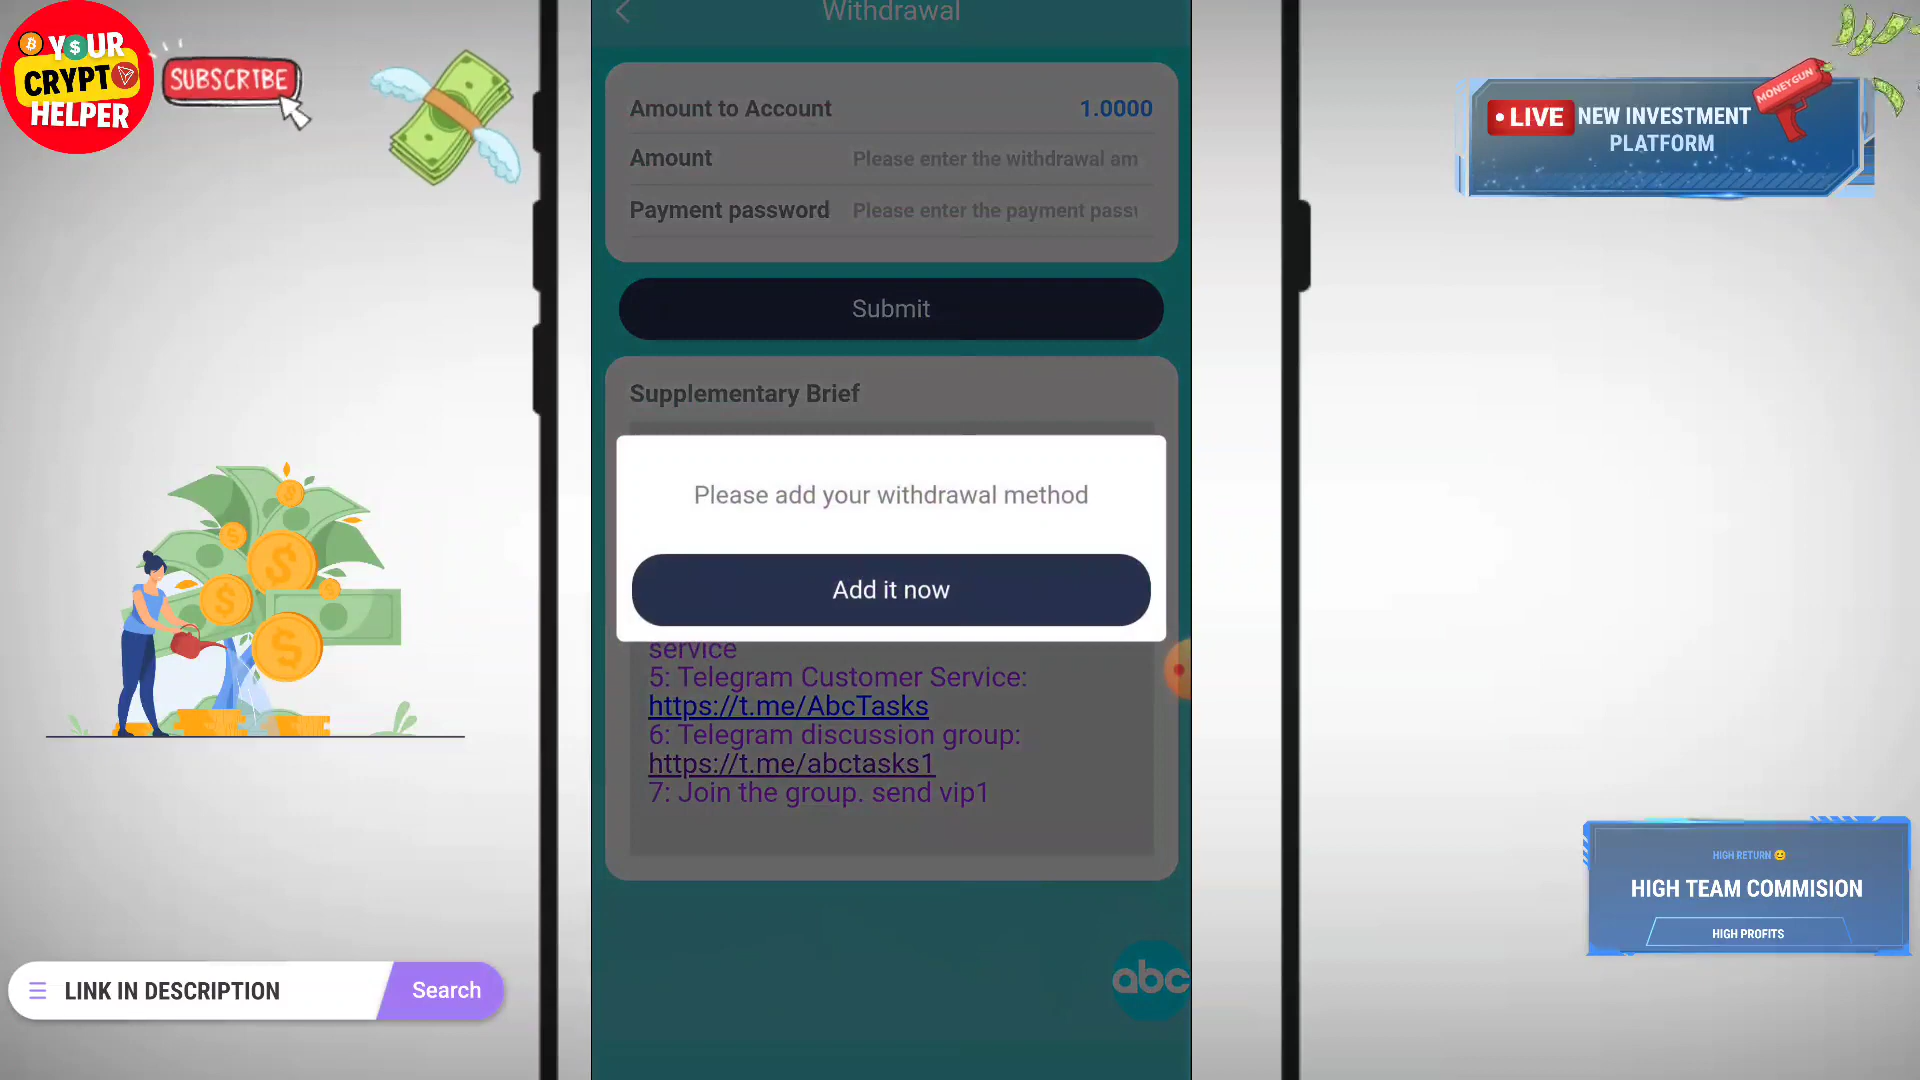 YOUR
CRYPTO
HELPER
SUBSCRIBE
Withdrawal
Amount to Account 1.0000
Amount Please enter the withdrawal am
Payment password Please enter the payment passw
Submit
Supplementary Brief
Please add your withdrawal method
Add it now
service
5: Telegram Customer Service:
https://t.me/AbcTasks
6: Telegram discussion group:
https://t.me/abctasks1
7: Join the group. send vip1
abc
• LIVE NEW INVESTMENT
PLATFORM
MONEYGUN
HIGH RETURN 😊
HIGH TEAM COMMISION
HIGH PROFITS
LINK IN DESCRIPTION
Search